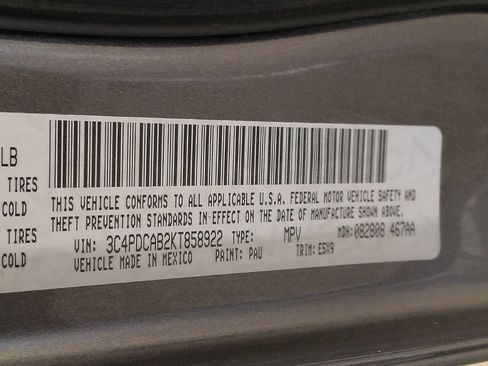 LB
TIRES
COLD
TIRES
COLD
THIS VEHICLE CONFORMS TO ALL APPLICABLE U.S.A. FEDERAL MOTOR VEHICLE SAFETY AND
THEFT PREVENTION STANDARDS IN EFFECT ON THE DATE OF MANUFACTURE SHOWN ABOVE.
VIN: 3C4PDCAB2KT858922 TYPE: MPV MDH: 082808 467AA
VEHICLE MADE IN MEXICO PAINT: PAU TRIM: E5X9